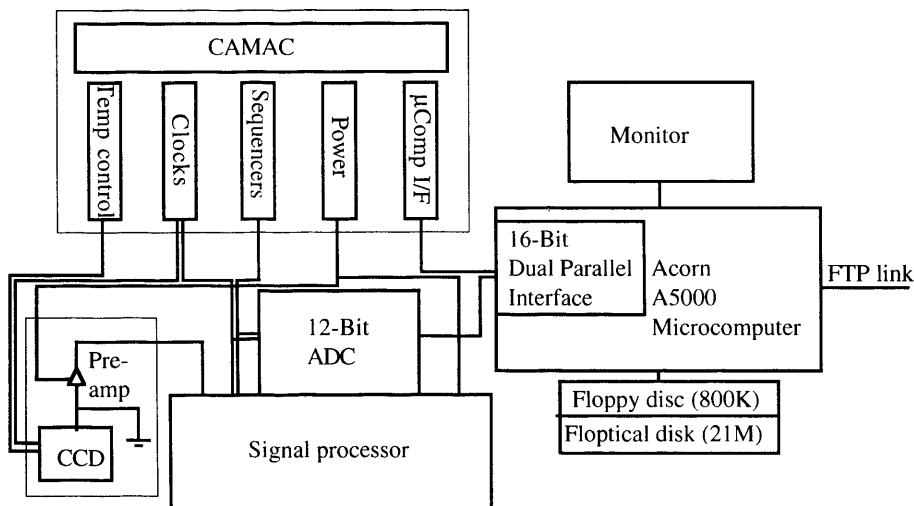 CAMAC
Temp control
Clocks
Sequencers
Power
µComp I/F
Monitor
16-Bit
Dual Parallel
Interface
Acorn
A5000
Microcomputer
FTP link
12-Bit
ADC
Pre-
amp
CCD
Signal processor
Floppy disc (800K)
Floptical disk (21M)